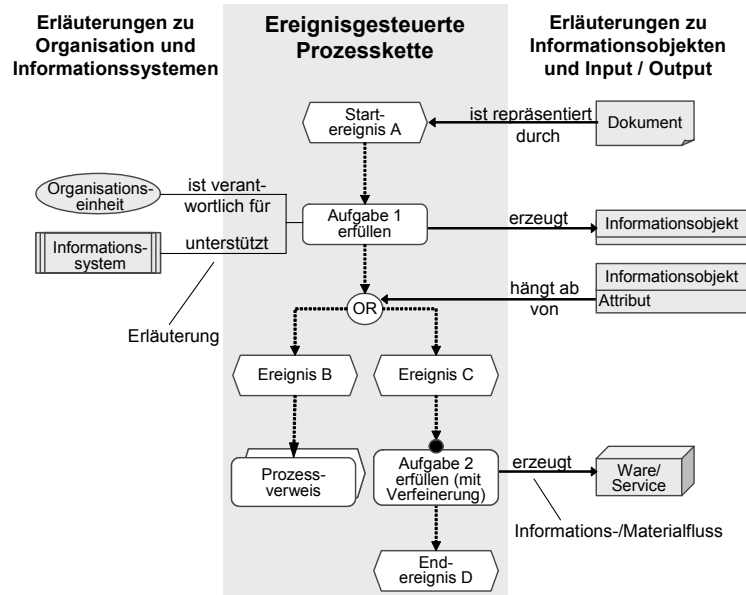 Erläuterungen zu
Organisation und
Informationssystemen
Ereignisgesteuerte
Prozesskette
Erläuterungen zu
Informationsobjekten
und Input / Output
Start-
ereignis A
ist repräsentiert
durch
Dokument
Organisations-
einheit
ist verant-
wortlich für
Informations-
system
unterstützt
Erläuterung
Aufgabe 1
erfüllen
erzeugt
Informationsobjekt
Informationsobjekt
Attribut
hängt ab
von
OR
Ereignis B
Ereignis C
Prozess-
verweis
Aufgabe 2
erfüllen (mit
Verfeinerung)
erzeugt
Ware/
Service
Informations-/Materialfluss
End-
ereignis D